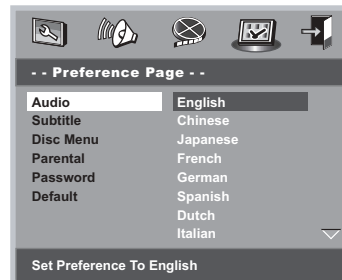 - - Preference Page - -
Audio English
Subtitle Chinese
Disc Menu Japanese
Parental French
Password German
Default Spanish
Dutch
Italian
Set Preference To English